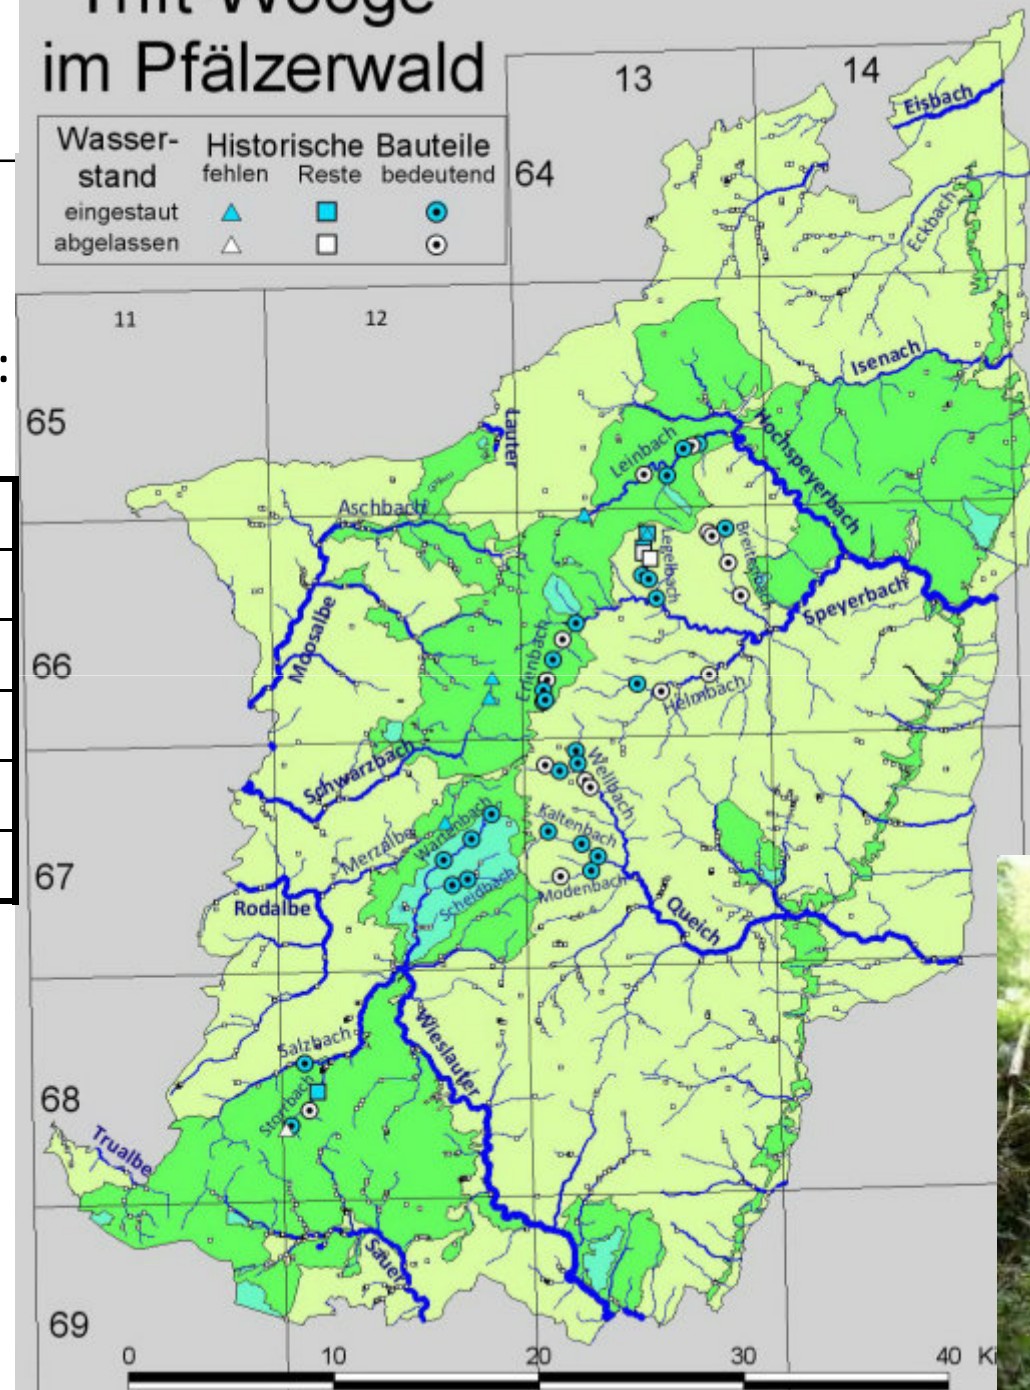 mit Wooge
im Pfälzerwald
Wasser-
stand
Historische Bauteile
fehlen Reste bedeutend
eingestaut
abgelassen
13
14
64
Eisbach
Eckbach
11
12
:
Isenach
65
Lauter
Leinbach
Hochspeyerbach
Aschbach
Legelbach
Breitenbach
Speyerbach
Moosalbe
66
Erlenbach
Helmbach
Schwarzbach
Wellbach
Wartenbach
Kaltenbach
Merzalbe
67
Scheidbach
Modenbach
Rodalbe
Queich
Salzbach
Wieslauter
Storrbach
68
Trualbe
Sauer
69
0
10
20
30
40